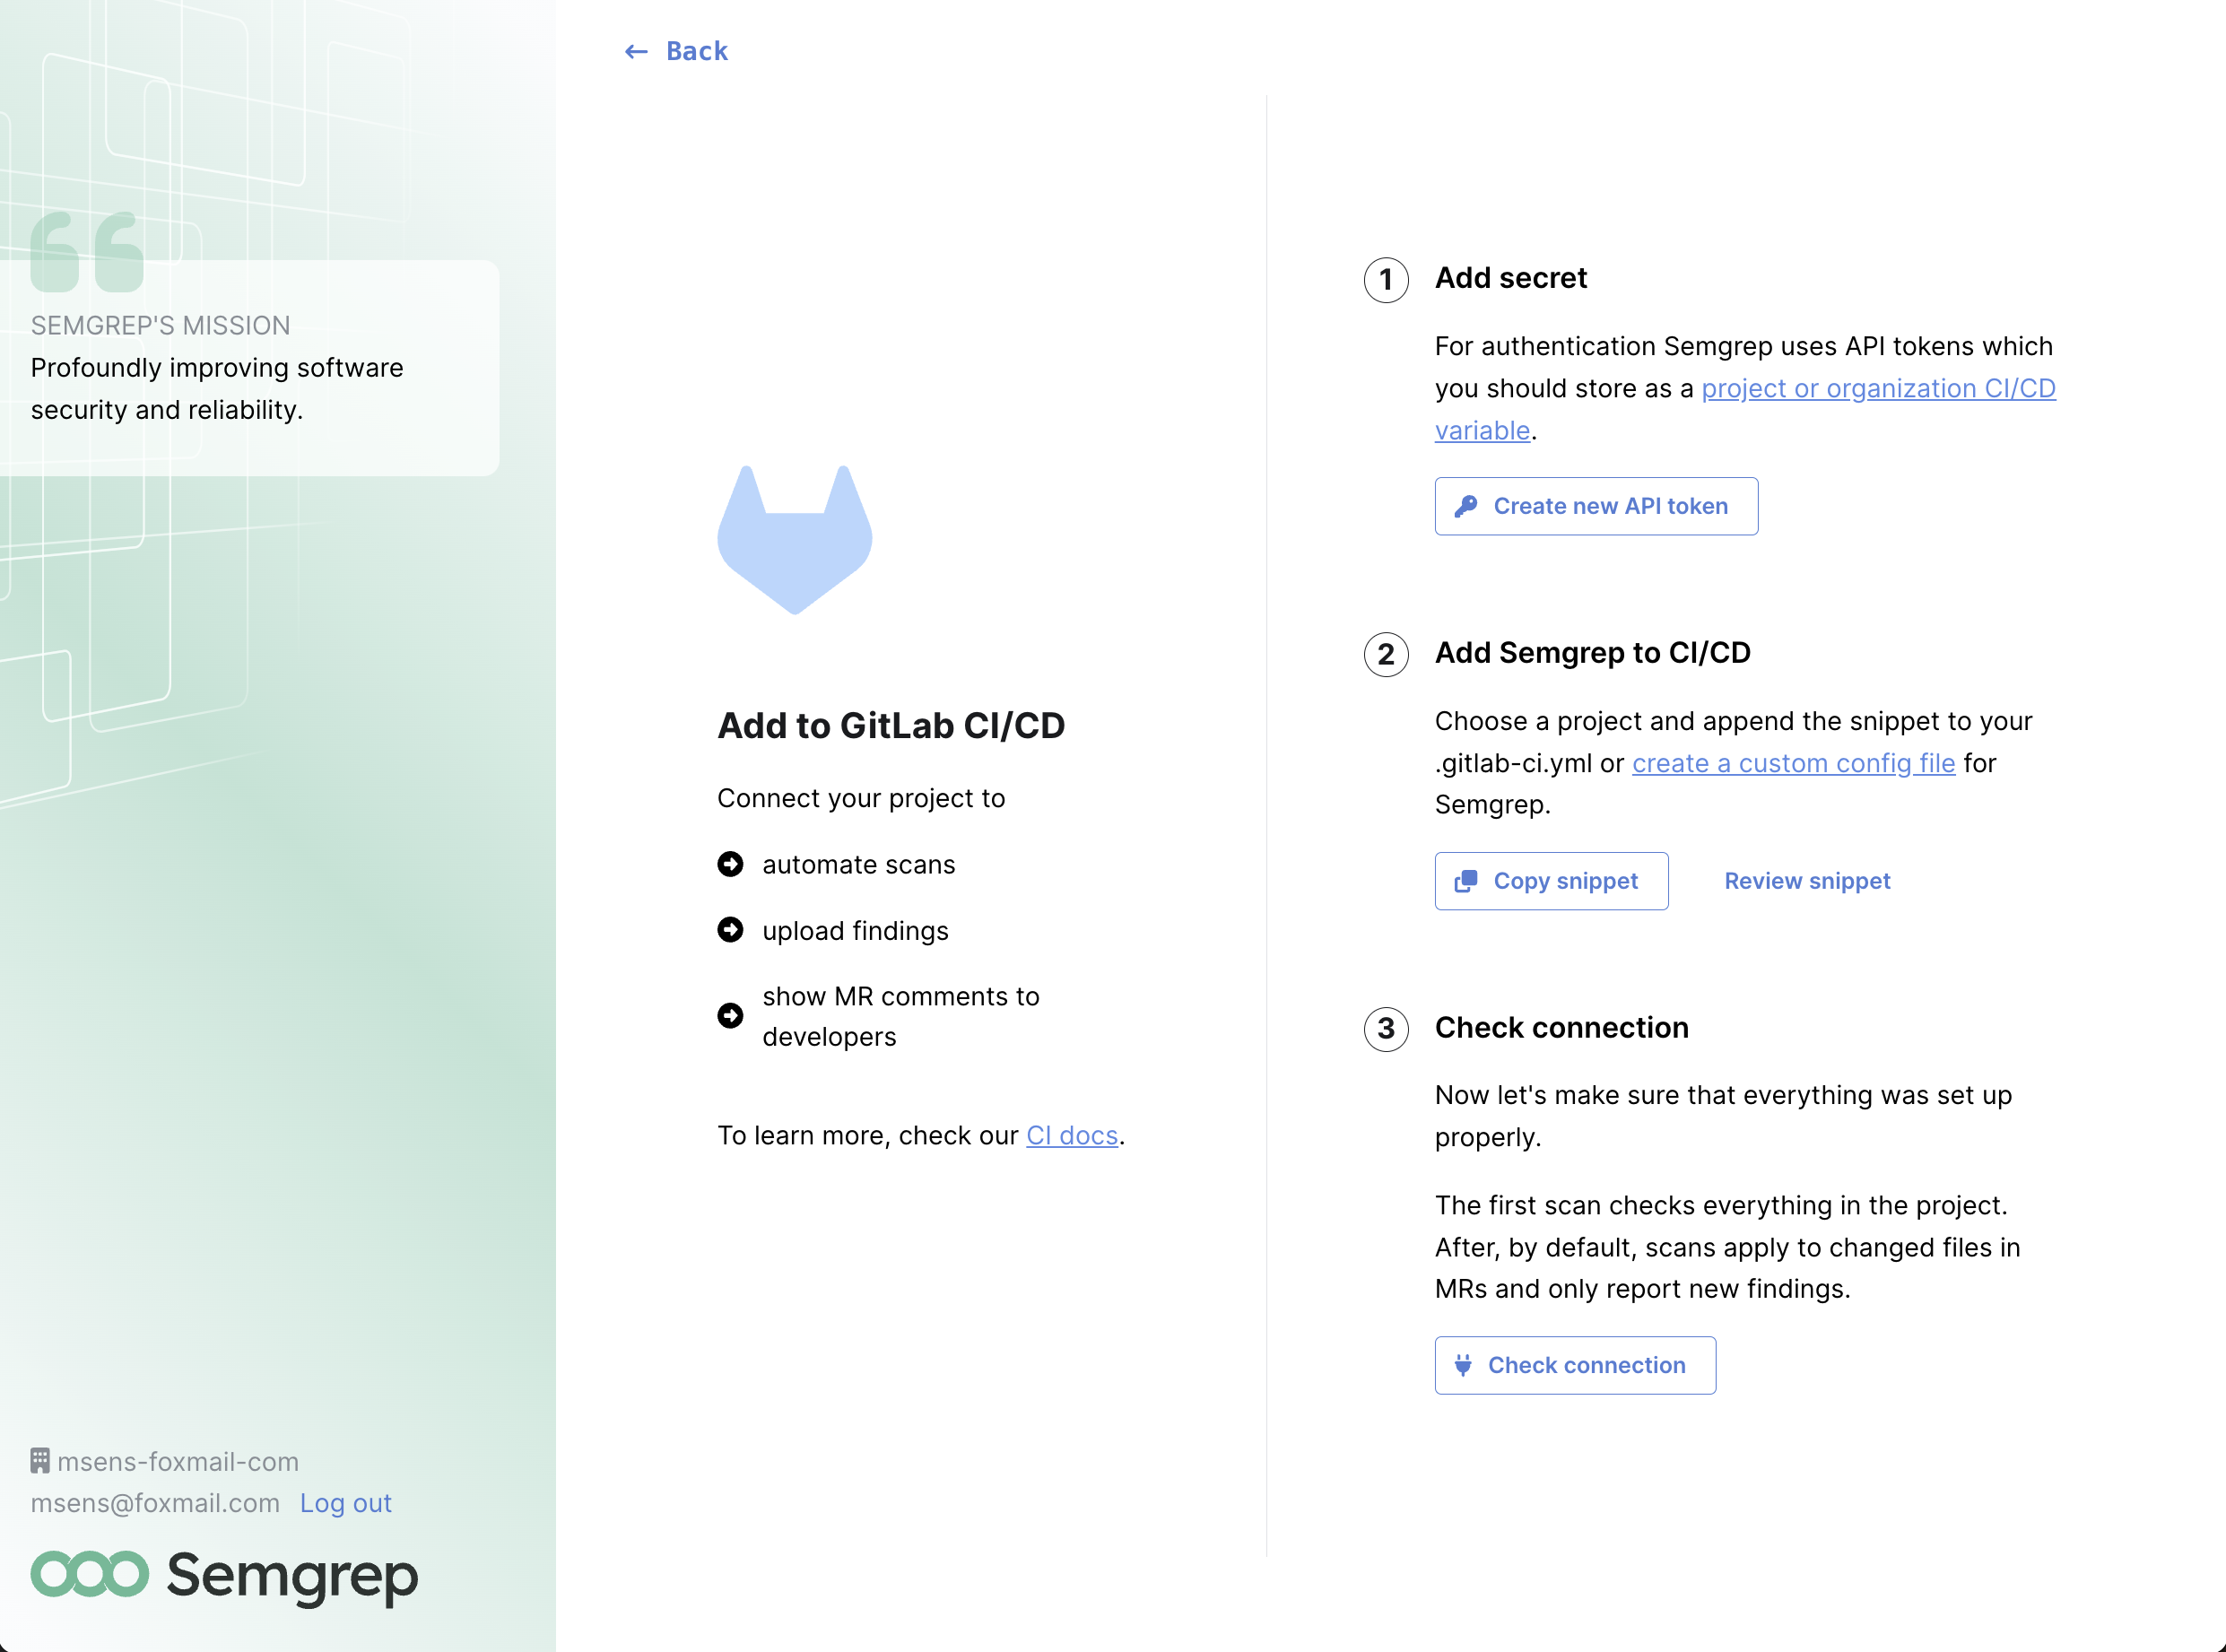 Back
SEMGREP'S MISSION
Profoundly improving software
security and reliability.
msens-foxmail-com
msens@foxmail.com Log out
Semgrep
Add to GitLab CI/CD
Connect your project to
automate scans
upload findings
show MR comments to
developers
To learn more, check our CI docs.
1 Add secret
For authentication Semgrep uses API tokens which
you should store as a project or organization CI/CD
variable.
Create new API token
2 Add Semgrep to CI/CD
Choose a project and append the snippet to your
.gitlab-ci.yml or create a custom config file for
Semgrep.
Copy snippet Review snippet
3 Check connection
Now let's make sure that everything was set up
properly.
The first scan checks everything in the project.
After, by default, scans apply to changed files in
MRs and only report new findings.
Check connection